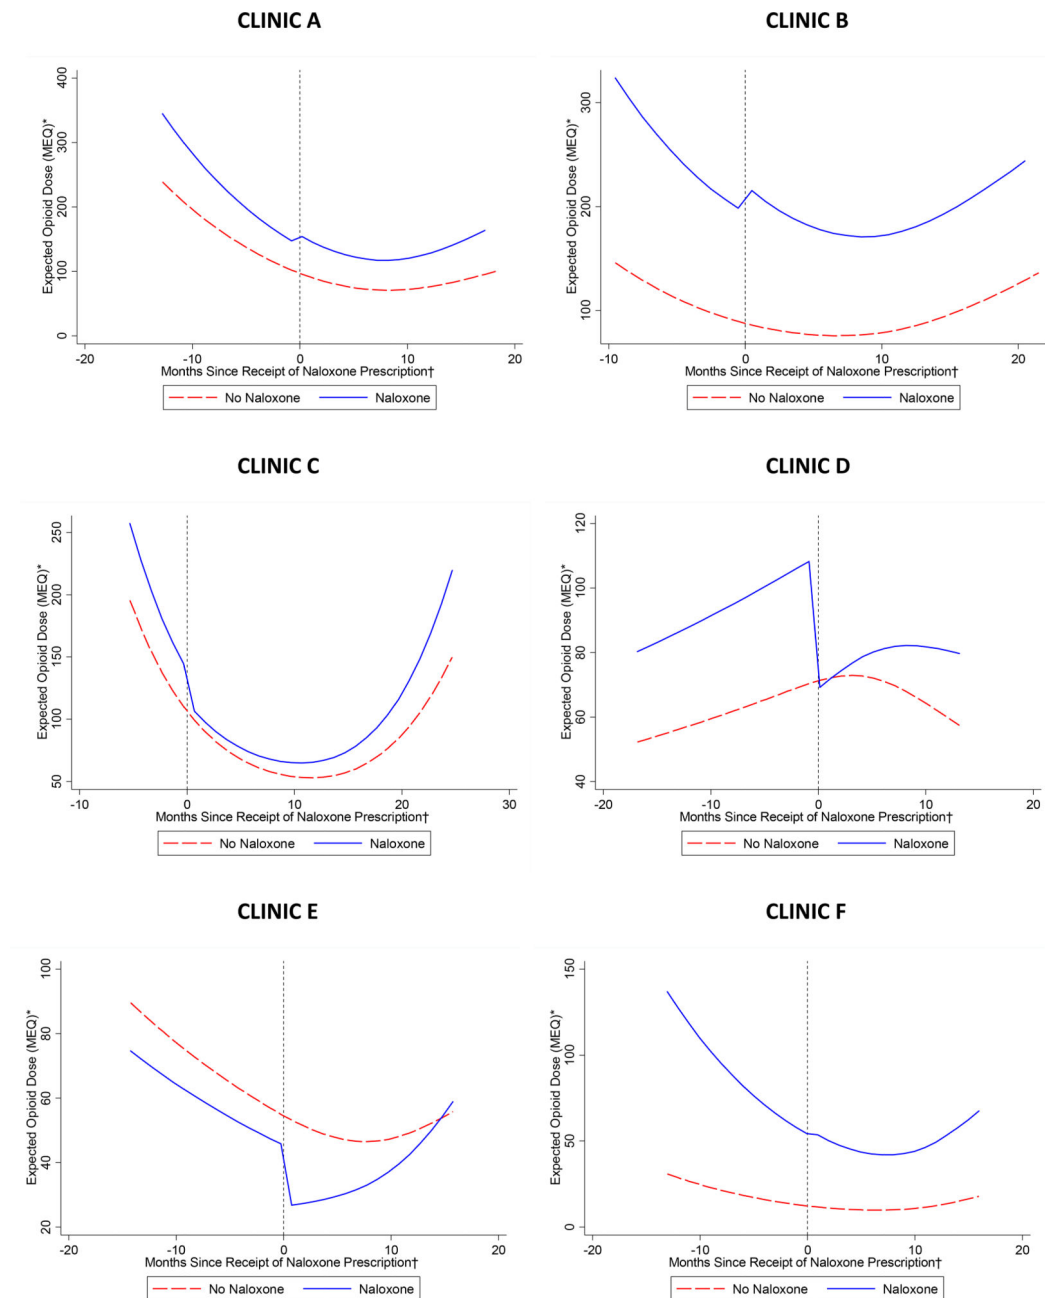 CLINIC A
CLINIC B
Expected Opioid Dose (MEQ)*
0 100 200 300 400
-20 -10 0 10 20
Months Since Receipt of Naloxone Prescription†
No Naloxone Naloxone
Expected Opioid Dose (MEQ)*
100 200 300
-10 0 10 20
Months Since Receipt of Naloxone Prescription†
No Naloxone Naloxone
CLINIC C
CLINIC D
Expected Opioid Dose (MEQ)*
50 100 150 200 250
-10 0 10 20 30
Months Since Receipt of Naloxone Prescription†
No Naloxone Naloxone
Expected Opioid Dose (MEQ)*
40 60 80 100 120
-20 -10 0 10 20
Months Since Receipt of Naloxone Prescription†
No Naloxone Naloxone
CLINIC E
CLINIC F
Expected Opioid Dose (MEQ)*
20 40 60 80 100
-20 -10 0 10 20
Months Since Receipt of Naloxone Prescription†
No Naloxone Naloxone
Expected Opioid Dose (MEQ)*
0 50 100 150
-20 -10 0 10 20
Months Since Receipt of Naloxone Prescription†
No Naloxone Naloxone